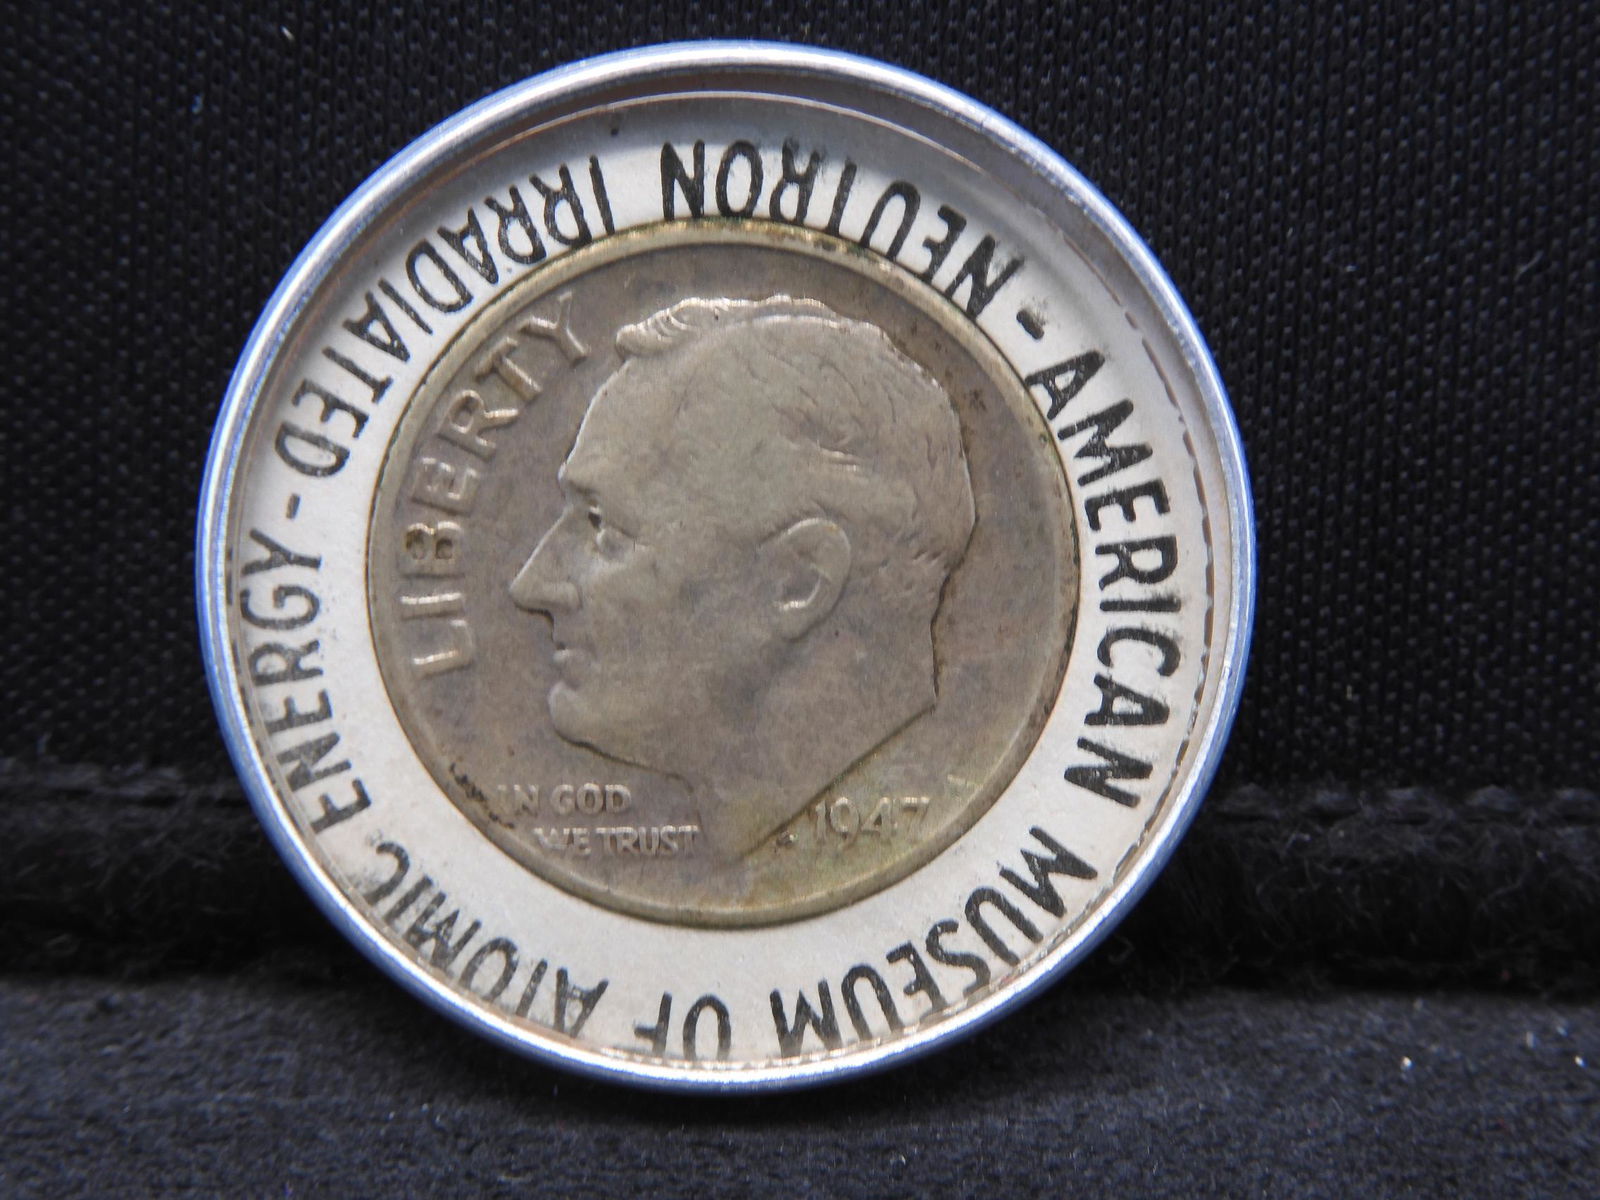 NEUTRON IRRADIATED
- AMERICAN MUSEUM OF ATOMIC ENERGY -
LIBERTY
IN GOD
WE TRUST
1947